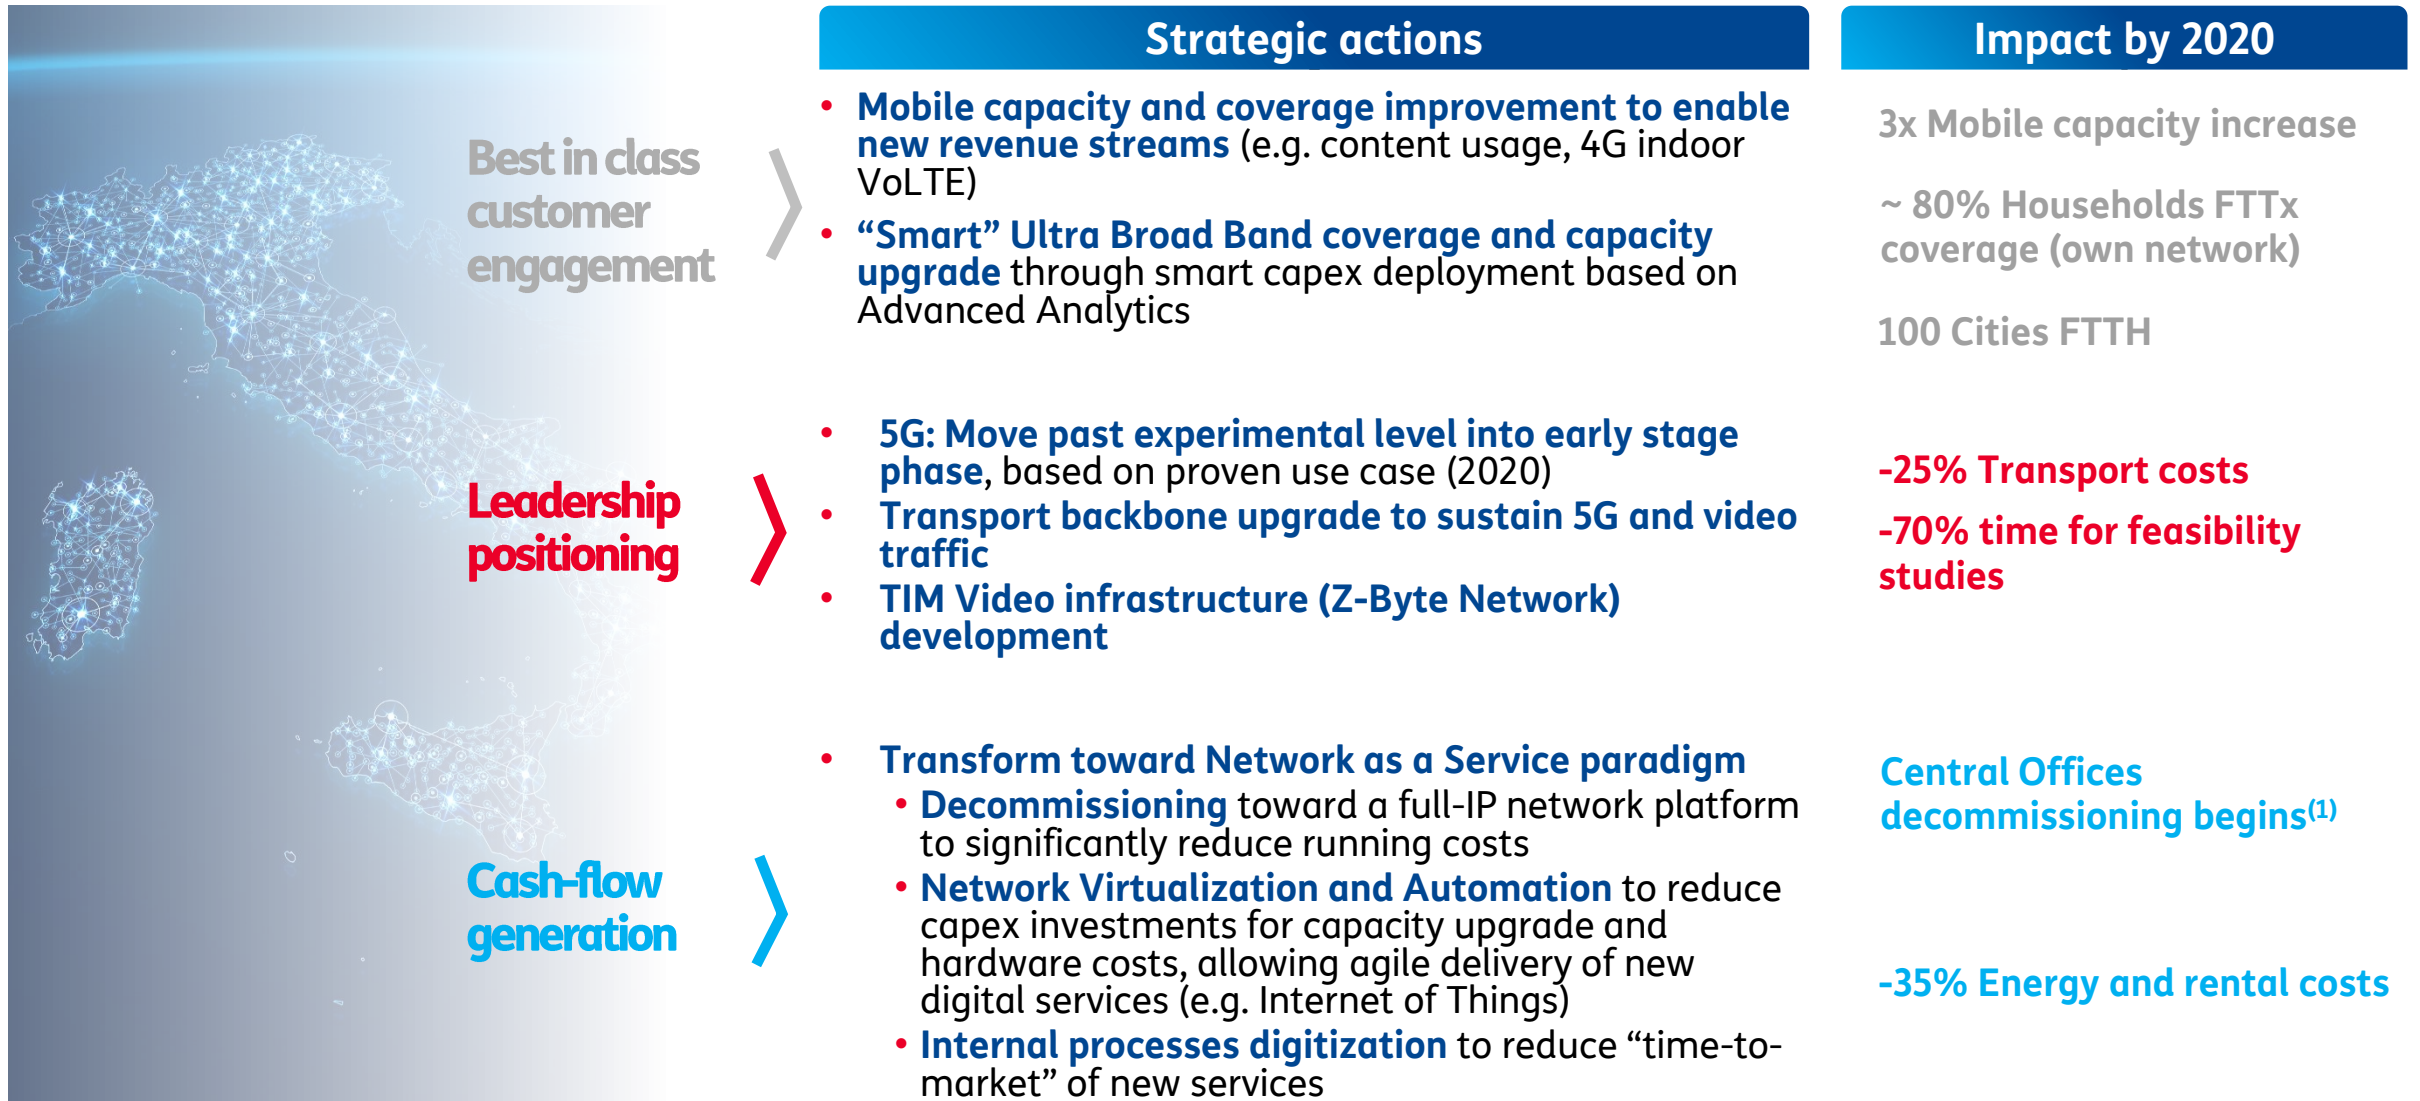 Strategic actions
Impact by 2020
Best in class
customer
engagement
• Mobile capacity and coverage improvement to enable
new revenue streams (e.g. content usage, 4G indoor
VoLTE)
• “Smart” Ultra Broad Band coverage and capacity
upgrade through smart capex deployment based on
Advanced Analytics
3x Mobile capacity increase
~ 80% Households FTTx
coverage (own network)
100 Cities FTTH
Leadership
positioning
• 5G: Move past experimental level into early stage
phase, based on proven use case (2020)
• Transport backbone upgrade to sustain 5G and video
traffic
• TIM Video infrastructure (Z-Byte Network)
development
-25% Transport costs
-70% time for feasibility
studies
Cash-flow
generation
• Transform toward Network as a Service paradigm
• Decommissioning toward a full-IP network platform
to significantly reduce running costs
• Network Virtualization and Automation to reduce
capex investments for capacity upgrade and
hardware costs, allowing agile delivery of new
digital services (e.g. Internet of Things)
• Internal processes digitization to reduce “time-to-
market” of new services
Central Offices
decommissioning begins(1)
-35% Energy and rental costs